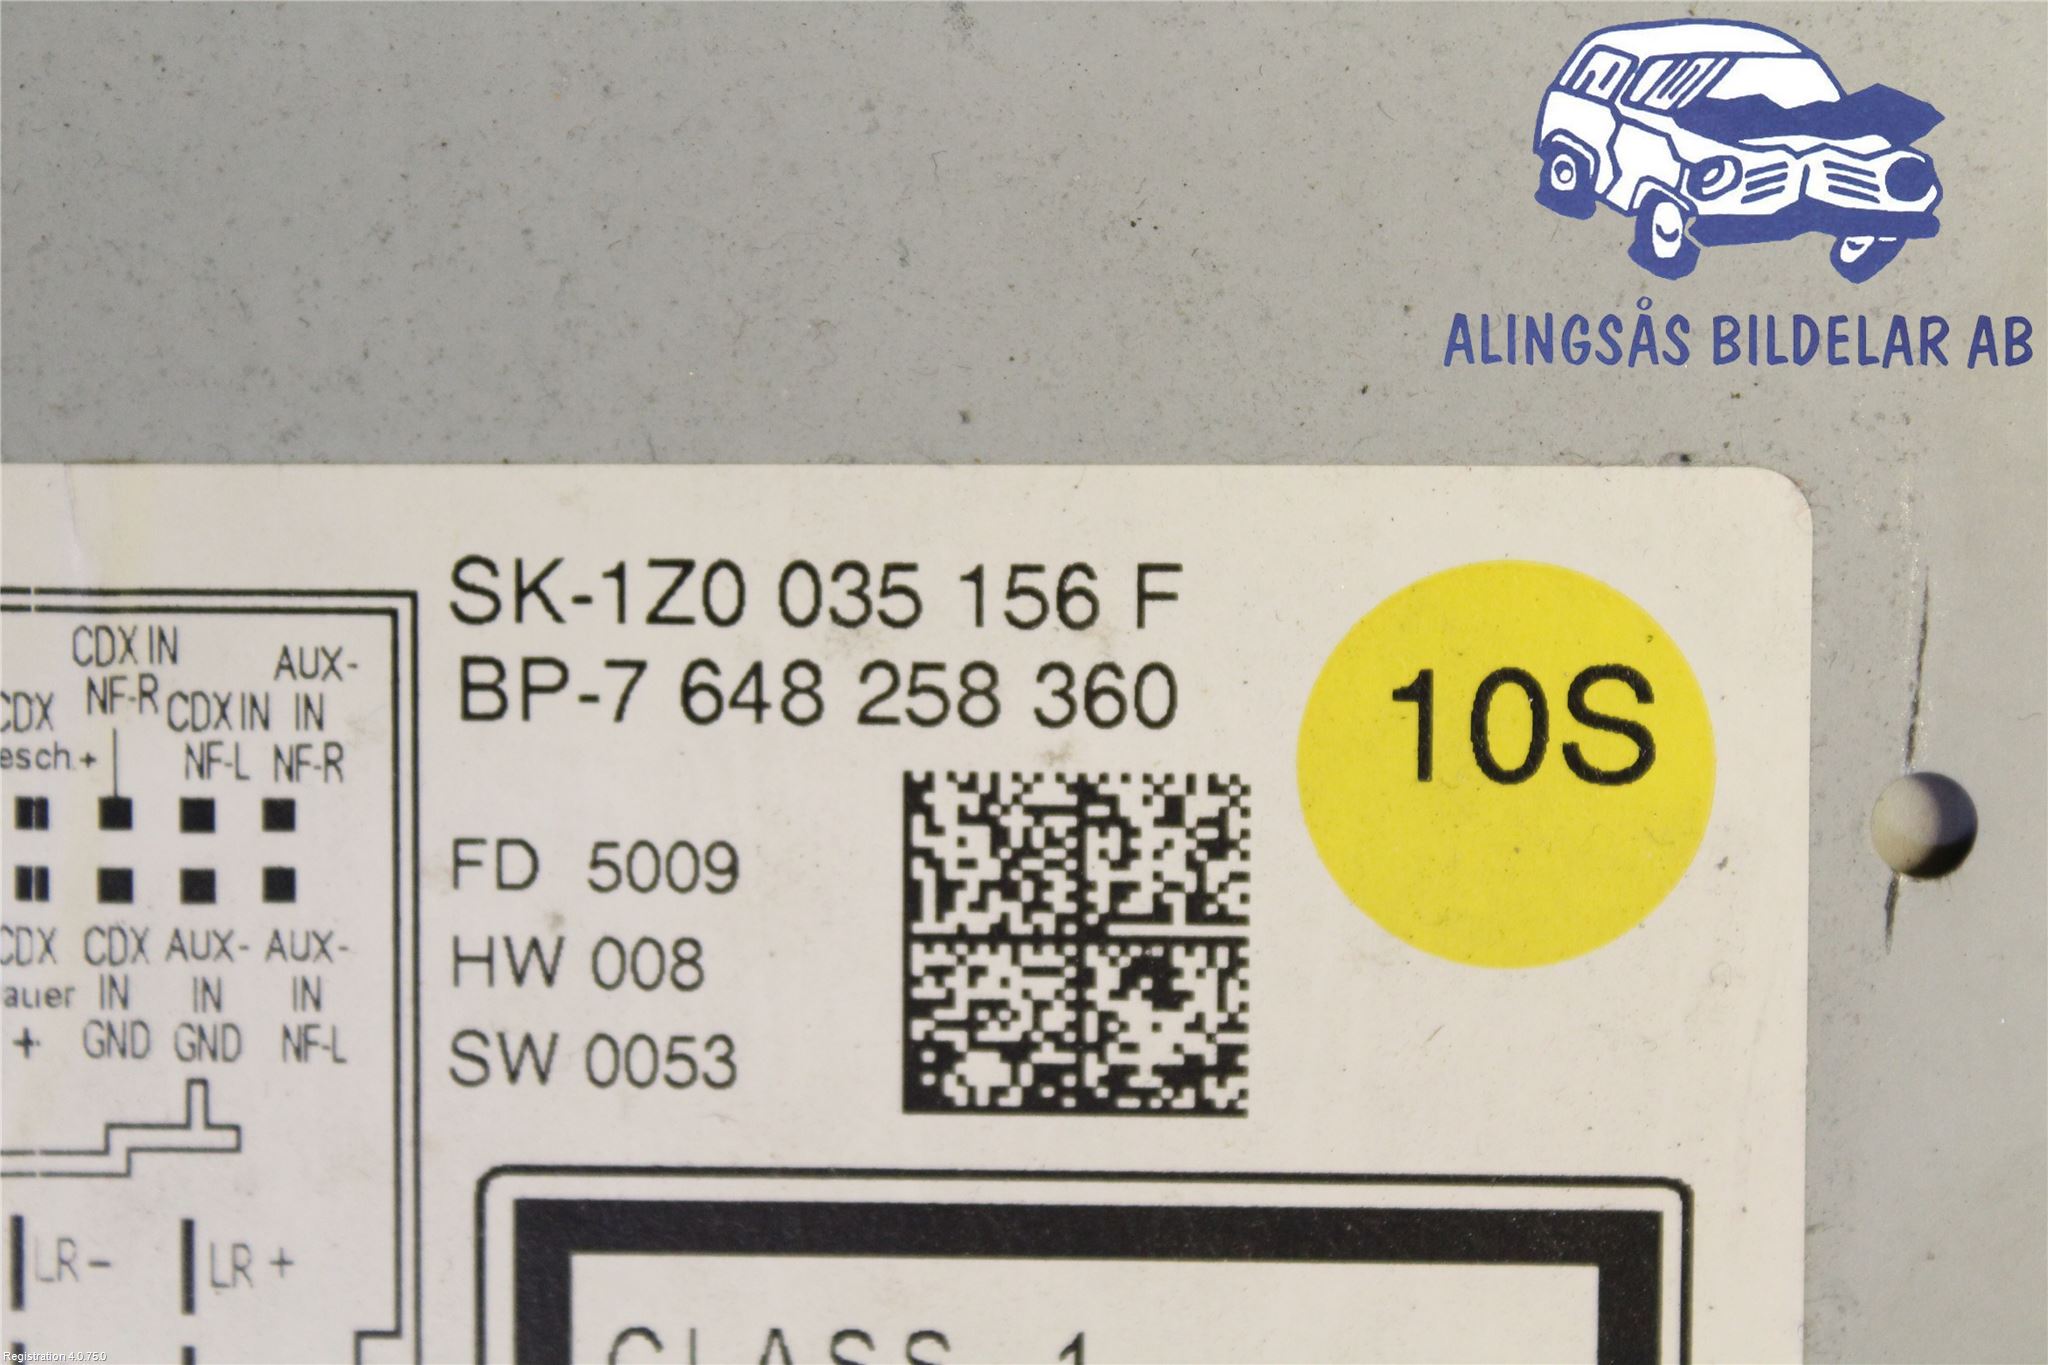 ALINGSÅS BILDELAR AB
SK-1Z0 035 156 F
BP-7 648 258 360
10S
FD 5009
HW 008
SW 0053
CDX IN
NF-R
AUX-
IN
NF-R
CDX IN
NF-L
CDX
esch.+
CDX
auer
+
CDX
IN
GND
AUX-
IN
GND
AUX-
IN
NF-L
LR -
LR +
CLASS 1
Registration 4.0.75.0